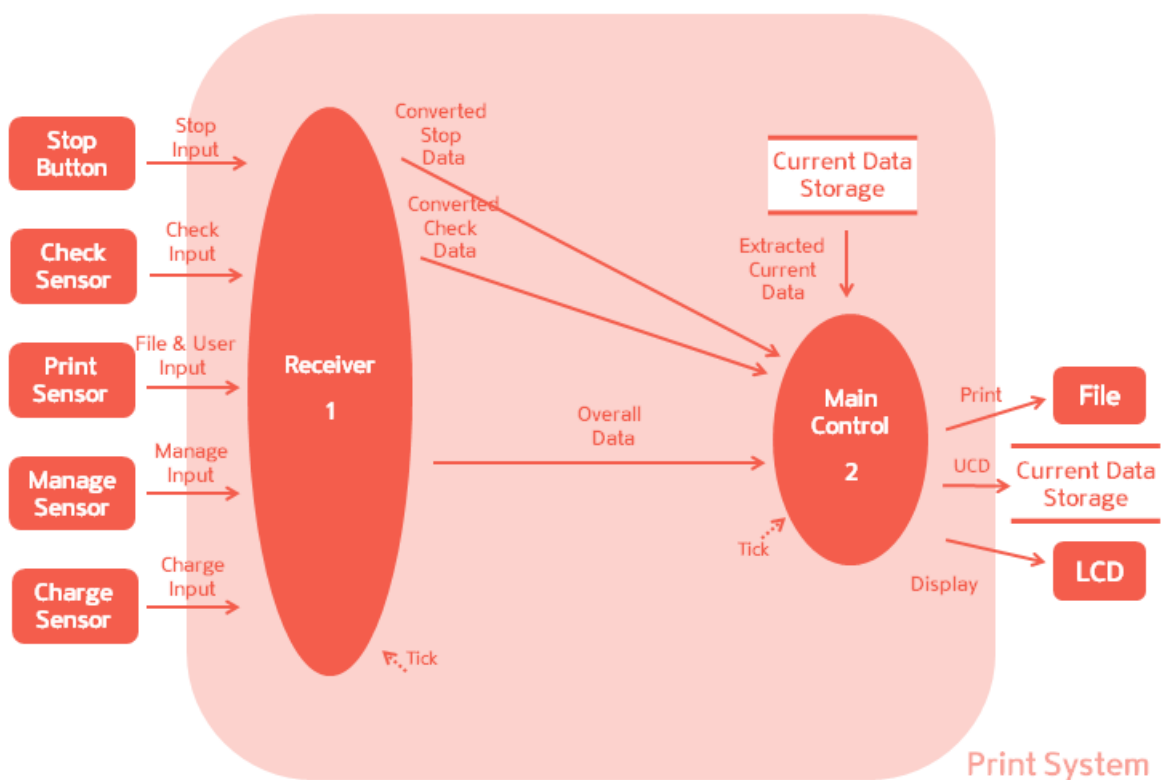 Stop
Button
Stop
Input
Check
Sensor
Check
Input
Print
Sensor
File & User
Input
Manage
Sensor
Manage
Input
Charge
Sensor
Charge
Input
Receiver
1
Tick
Converted
Stop
Data
Converted
Check
Data
Overall
Data
Current Data
Storage
Extracted
Current
Data
Main
Control
2
Tick
Print
File
UCD
Current Data
Storage
Display
LCD
Print System